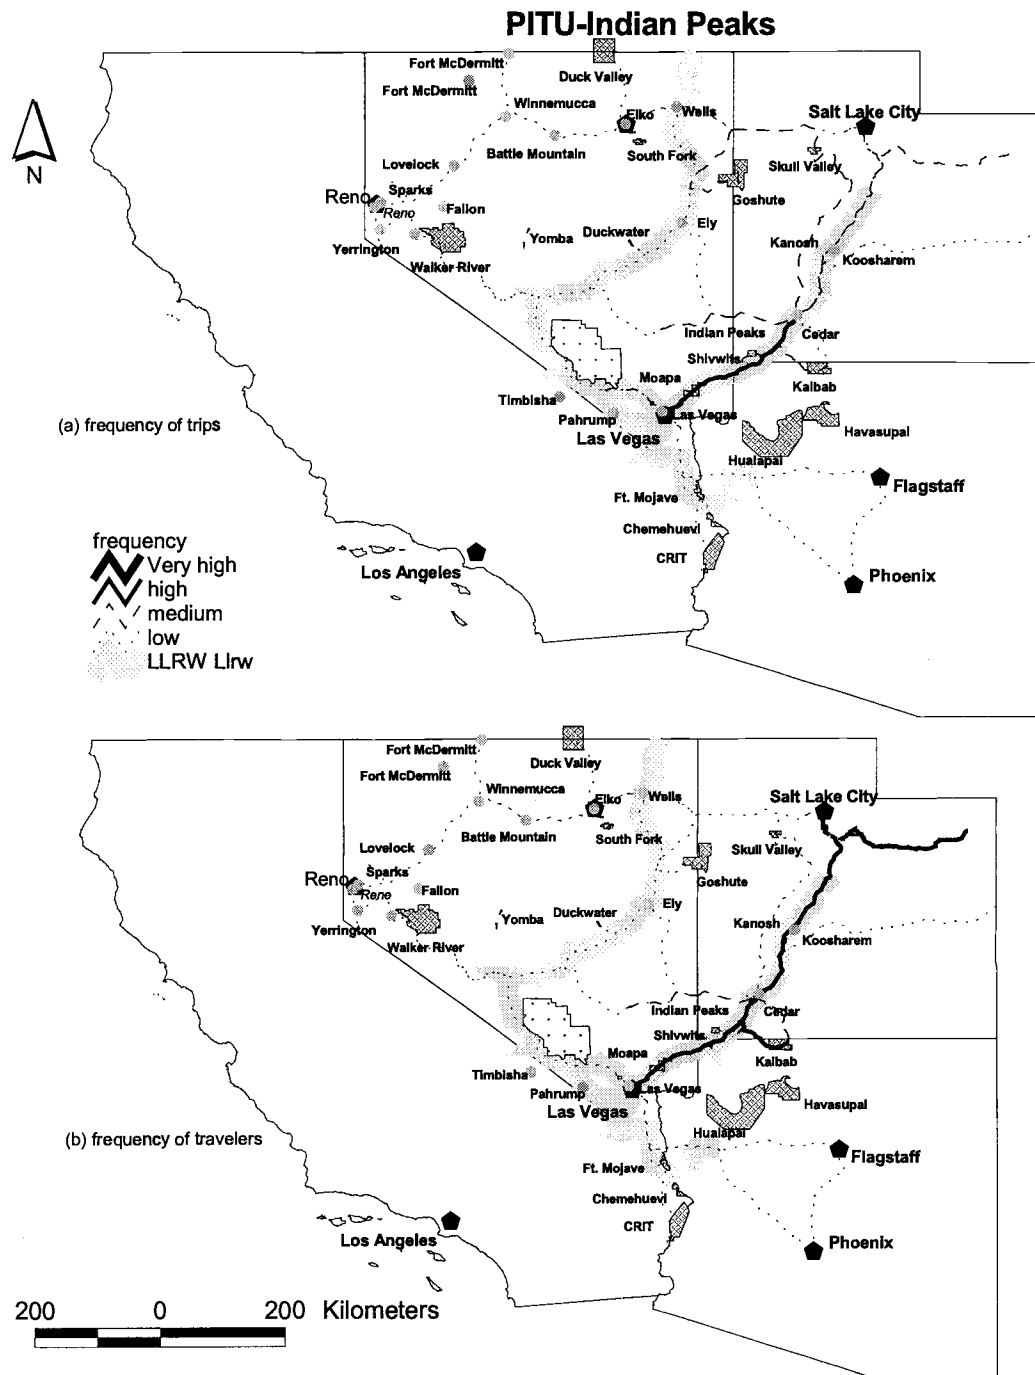 PITU-Indian Peaks
Fort McDermitt
Duck Valley
Fort McDermitt
Winnemucca
Elko
Wells
Salt Lake City
N
Battle Mountain
South Fork
Skull Valley
Lovelock
Goshute
Sparks
Reno
Reno
Fallon
Ely
Yomba
Duckwater
Kanosh
Yerrington
Koosharem
Walker River
Indian Peaks
Cedar
Shivwits
Moapa
Kaibab
Timbisha
Pahrump
Las Vegas
(a) frequency of trips
Las Vegas
Havasupai
Hualapai
Flagstaff
Ft. Mojave
Chemehuevi
frequency
Very high
CRIT
Los Angeles
Phoenix
high
medium
low
LLRW Llrw
Fort McDermitt
Duck Valley
Fort McDermitt
Winnemucca
Elko
Wells
Salt Lake City
Battle Mountain
South Fork
Skull Valley
Lovelock
Sparks
Goshute
Reno
Reno
Fallon
Ely
Yomba
Duckwater
Kanosh
Yerrington
Koosharem
Walker River
Indian Peaks
Cedar
Shivwits
Moapa
Kaibab
Timbisha
Pahrump
Las Vegas
Las Vegas
Havasupai
(b) frequency of travelers
Hualapai
Flagstaff
Ft. Mojave
Chemehuevi
CRIT
Los Angeles
Phoenix
200 0 200 Kilometers